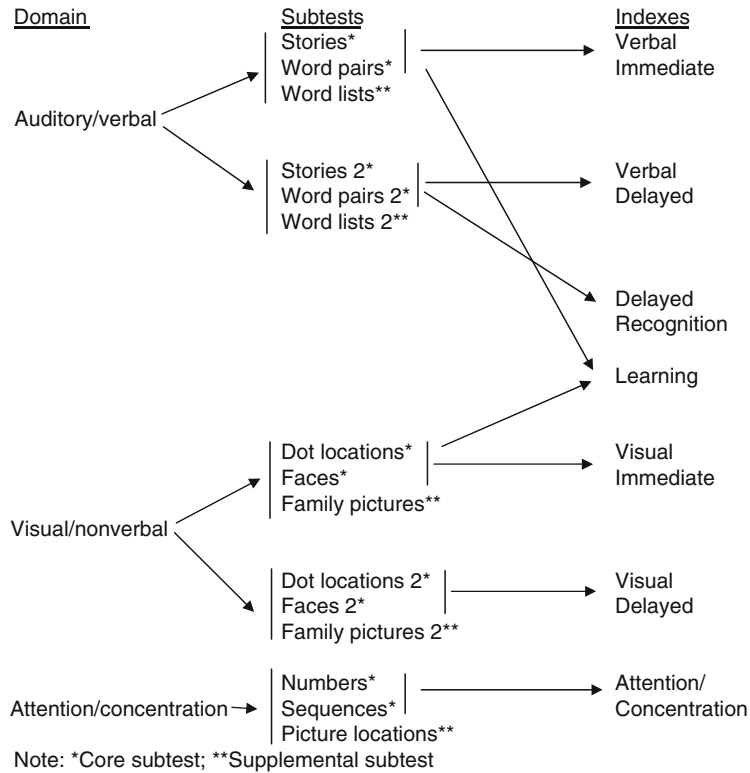 Domain
Subtests
Indexes
Stories*
Word pairs*
Word lists**
Verbal
Immediate
Auditory/verbal
Stories 2*
Word pairs 2*
Word lists 2**
Verbal
Delayed
Delayed
Recognition
Learning
Dot locations*
Faces*
Family pictures**
Visual
Immediate
Visual/nonverbal
Dot locations 2*
Faces 2*
Family pictures 2**
Visual
Delayed
Attention/concentration
Numbers*
Sequences*
Picture locations**
Attention/
Concentration
Note: *Core subtest; **Supplemental subtest